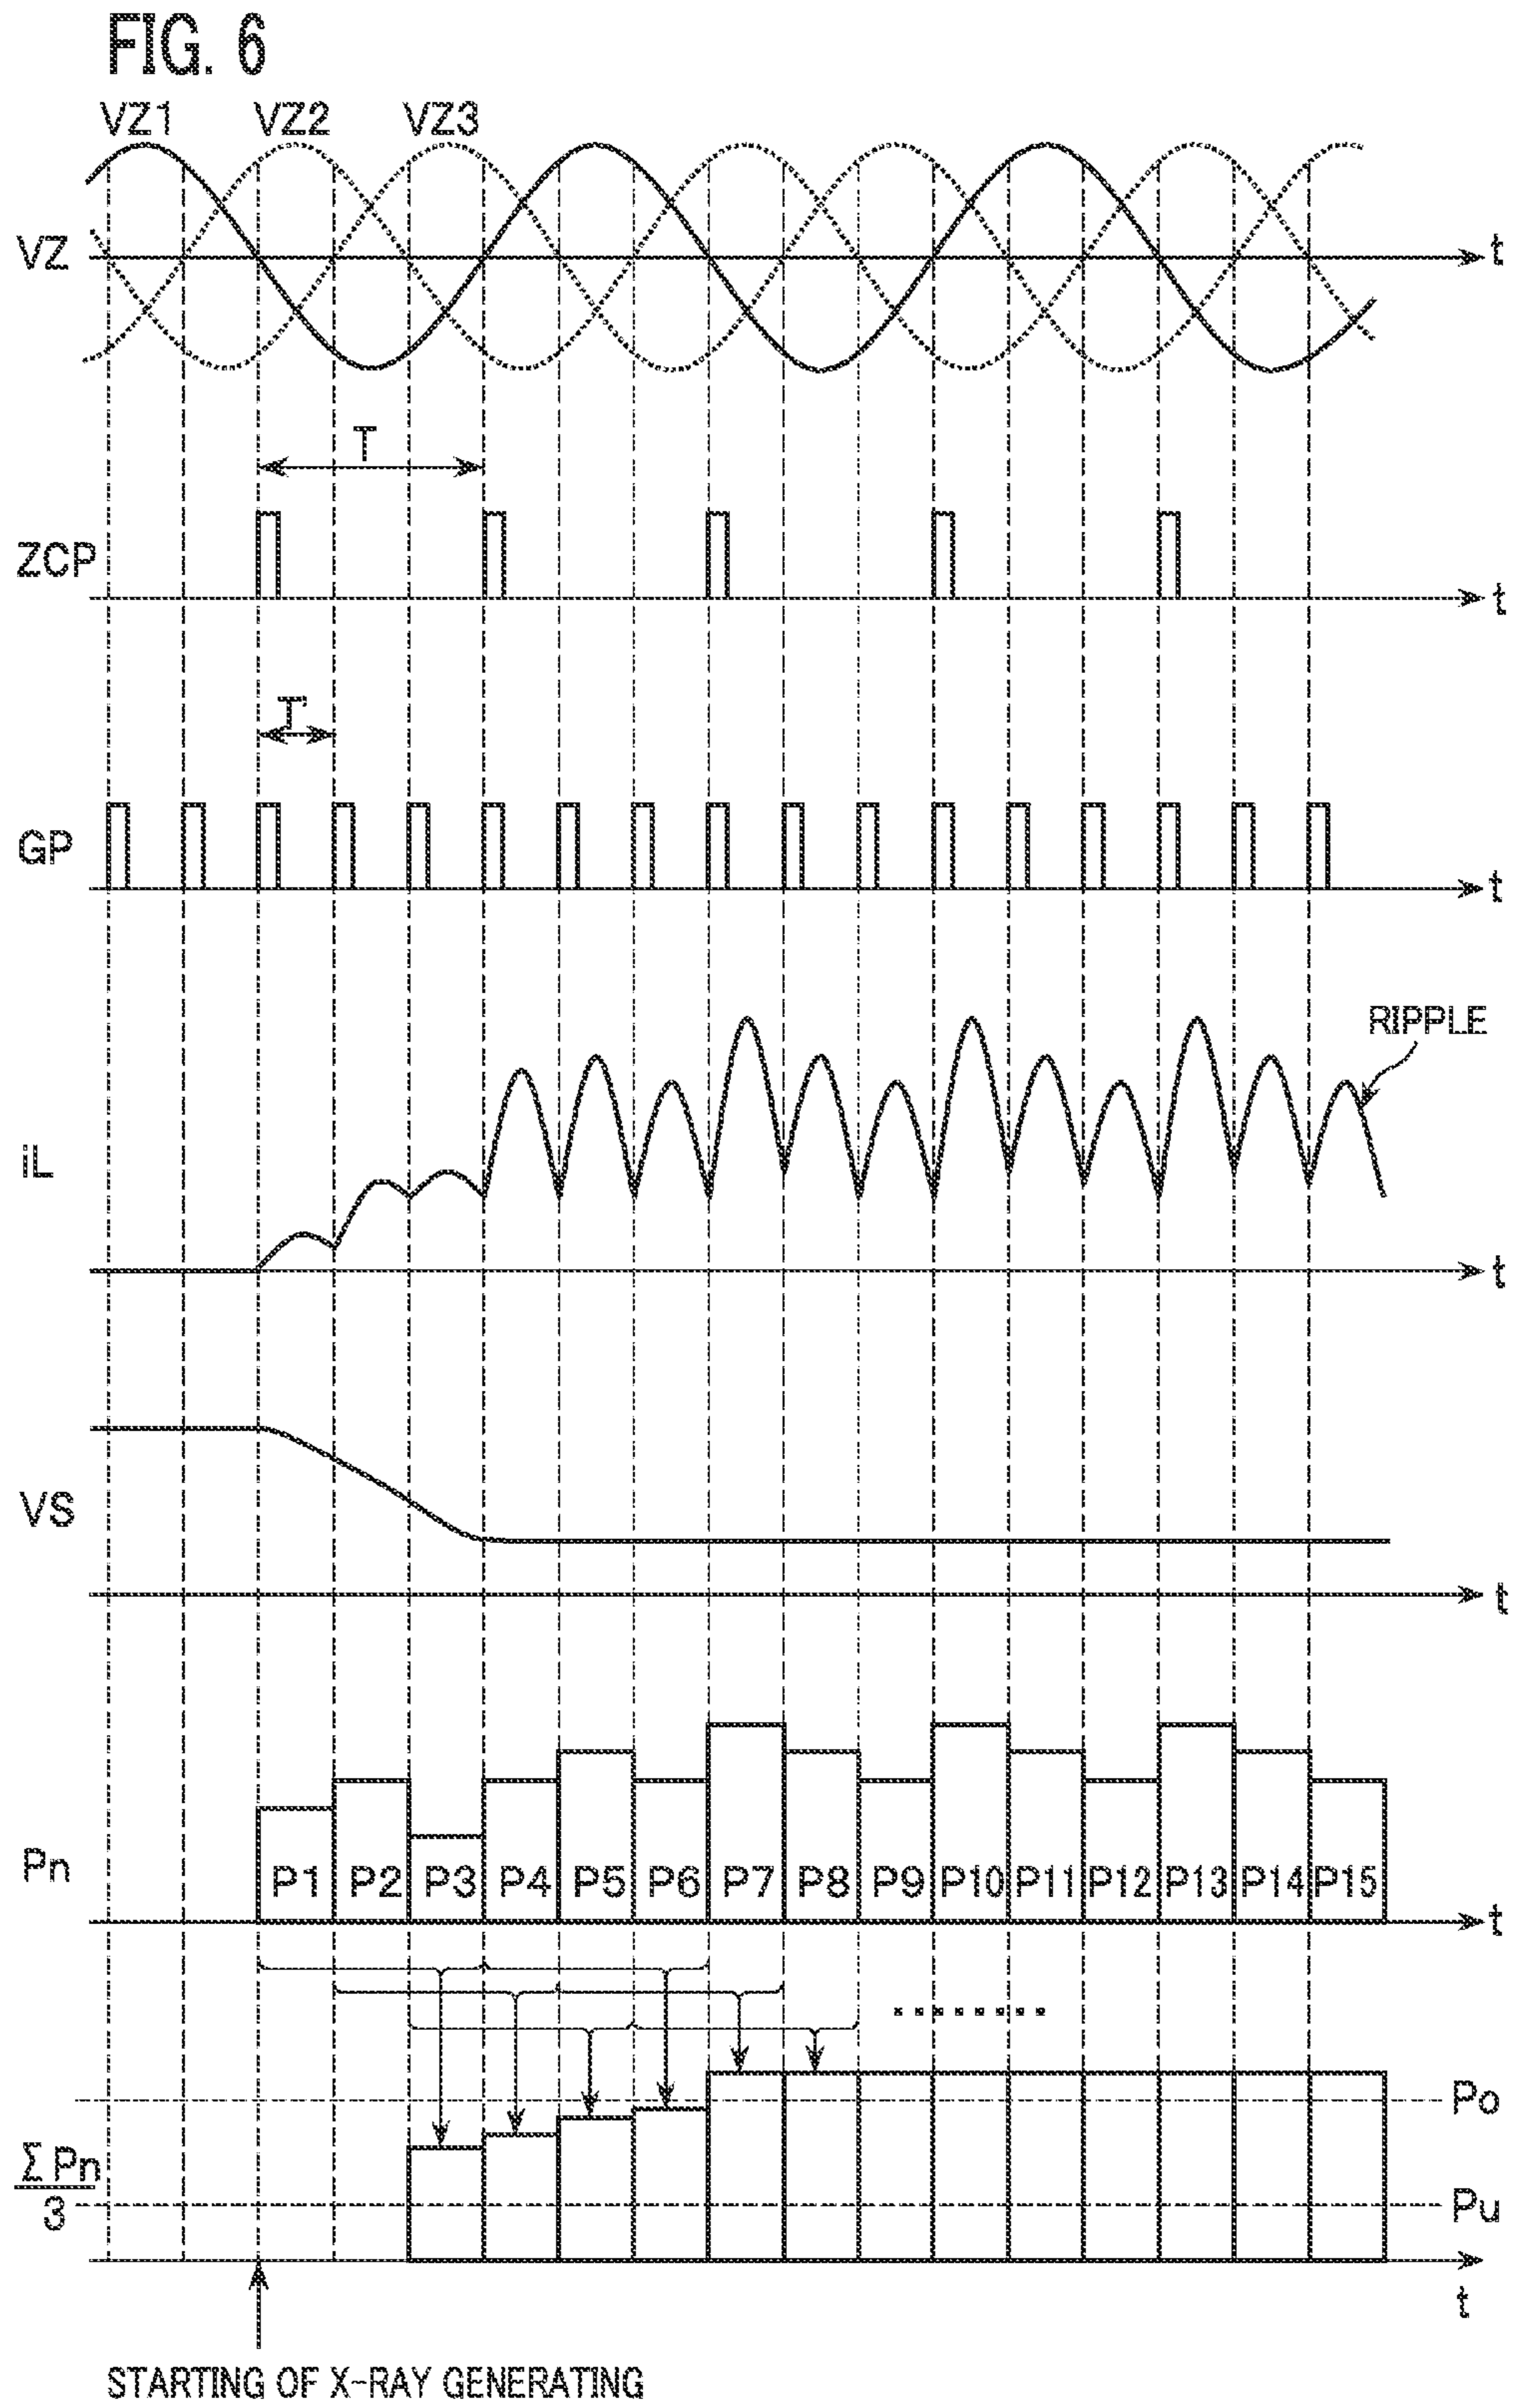 FIG. 6
VZ1 VZ2 VZ3
VZ t
T
ZCP t
T'
GP t
RIPPLE
iL t
VS t
Pn P1 P2 P3 P4 P5 P6 P7 P8 P9 P10 P11 P12 P13 P14 P15 t
........
Po
Σ Pn
3 Pu
t
STARTING OF X-RAY GENERATING